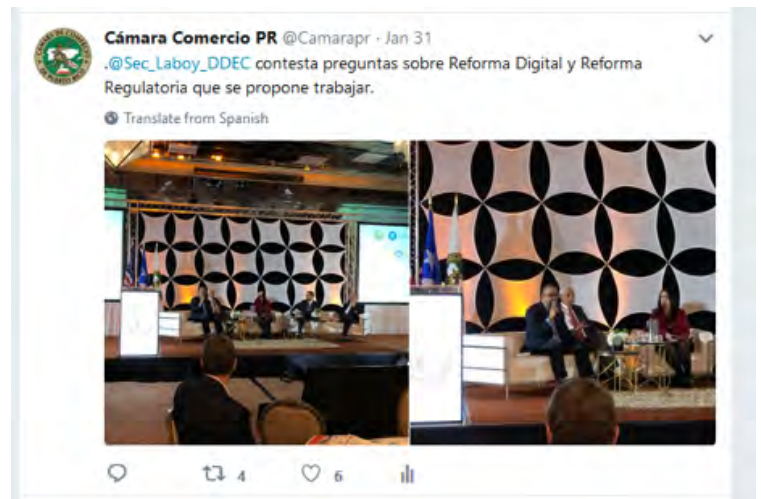 Cámara Comercio PR @Camarapr · Jan 31
.@Sec_Laboy_DDEC contesta preguntas sobre Reforma Digital y Reforma
Regulatoria que se propone trabajar.
Translate from Spanish
4 6